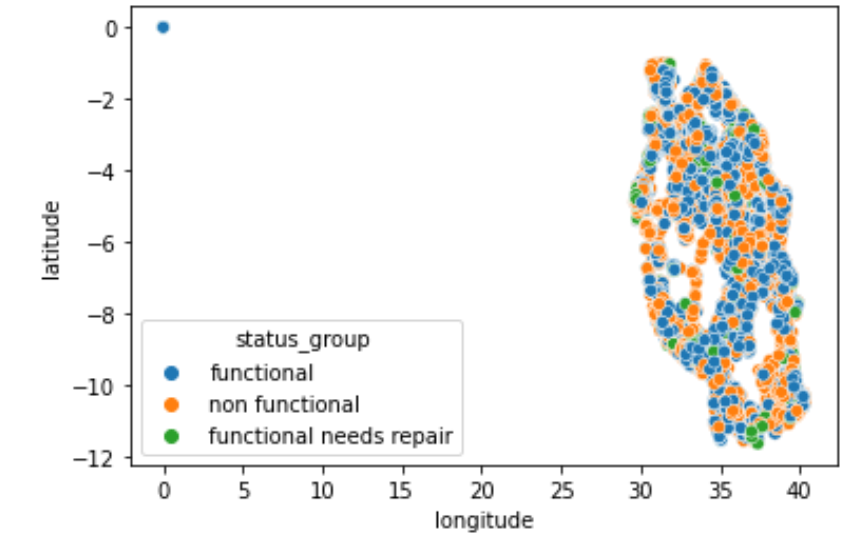 0
−2
−4
−6
−8
−10
−12
latitude
status_group
functional
non functional
functional needs repair
0 5 10 15 20 25 30 35 40
longitude